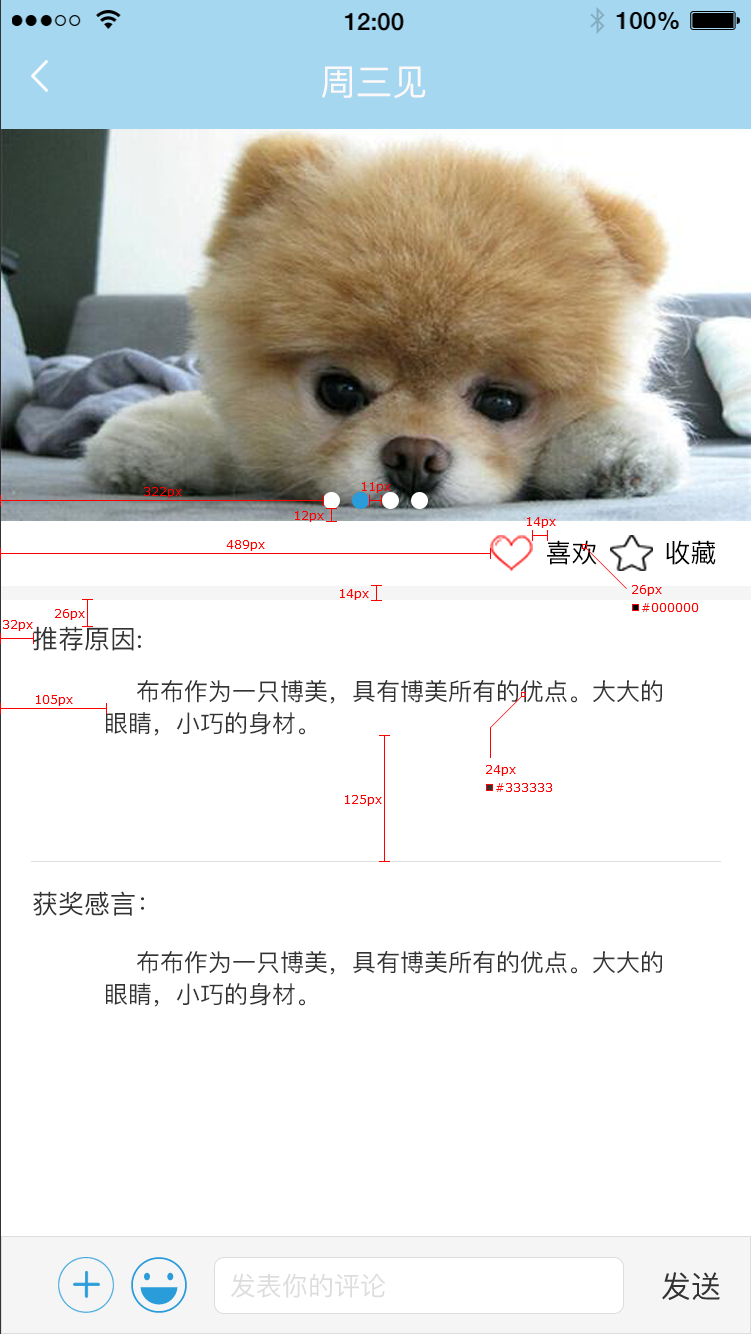 12:00
100%
周三见
322px
11px
12px
14px
489px
喜欢
收藏
14px
26px
#000000
26px
32px
推荐原因:
105px
布布作为一只博美，具有博美所有的优点。大大的
眼睛，小巧的身材。
24px
#333333
125px
获奖感言：
布布作为一只博美，具有博美所有的优点。大大的
眼睛，小巧的身材。
发表你的评论
发送